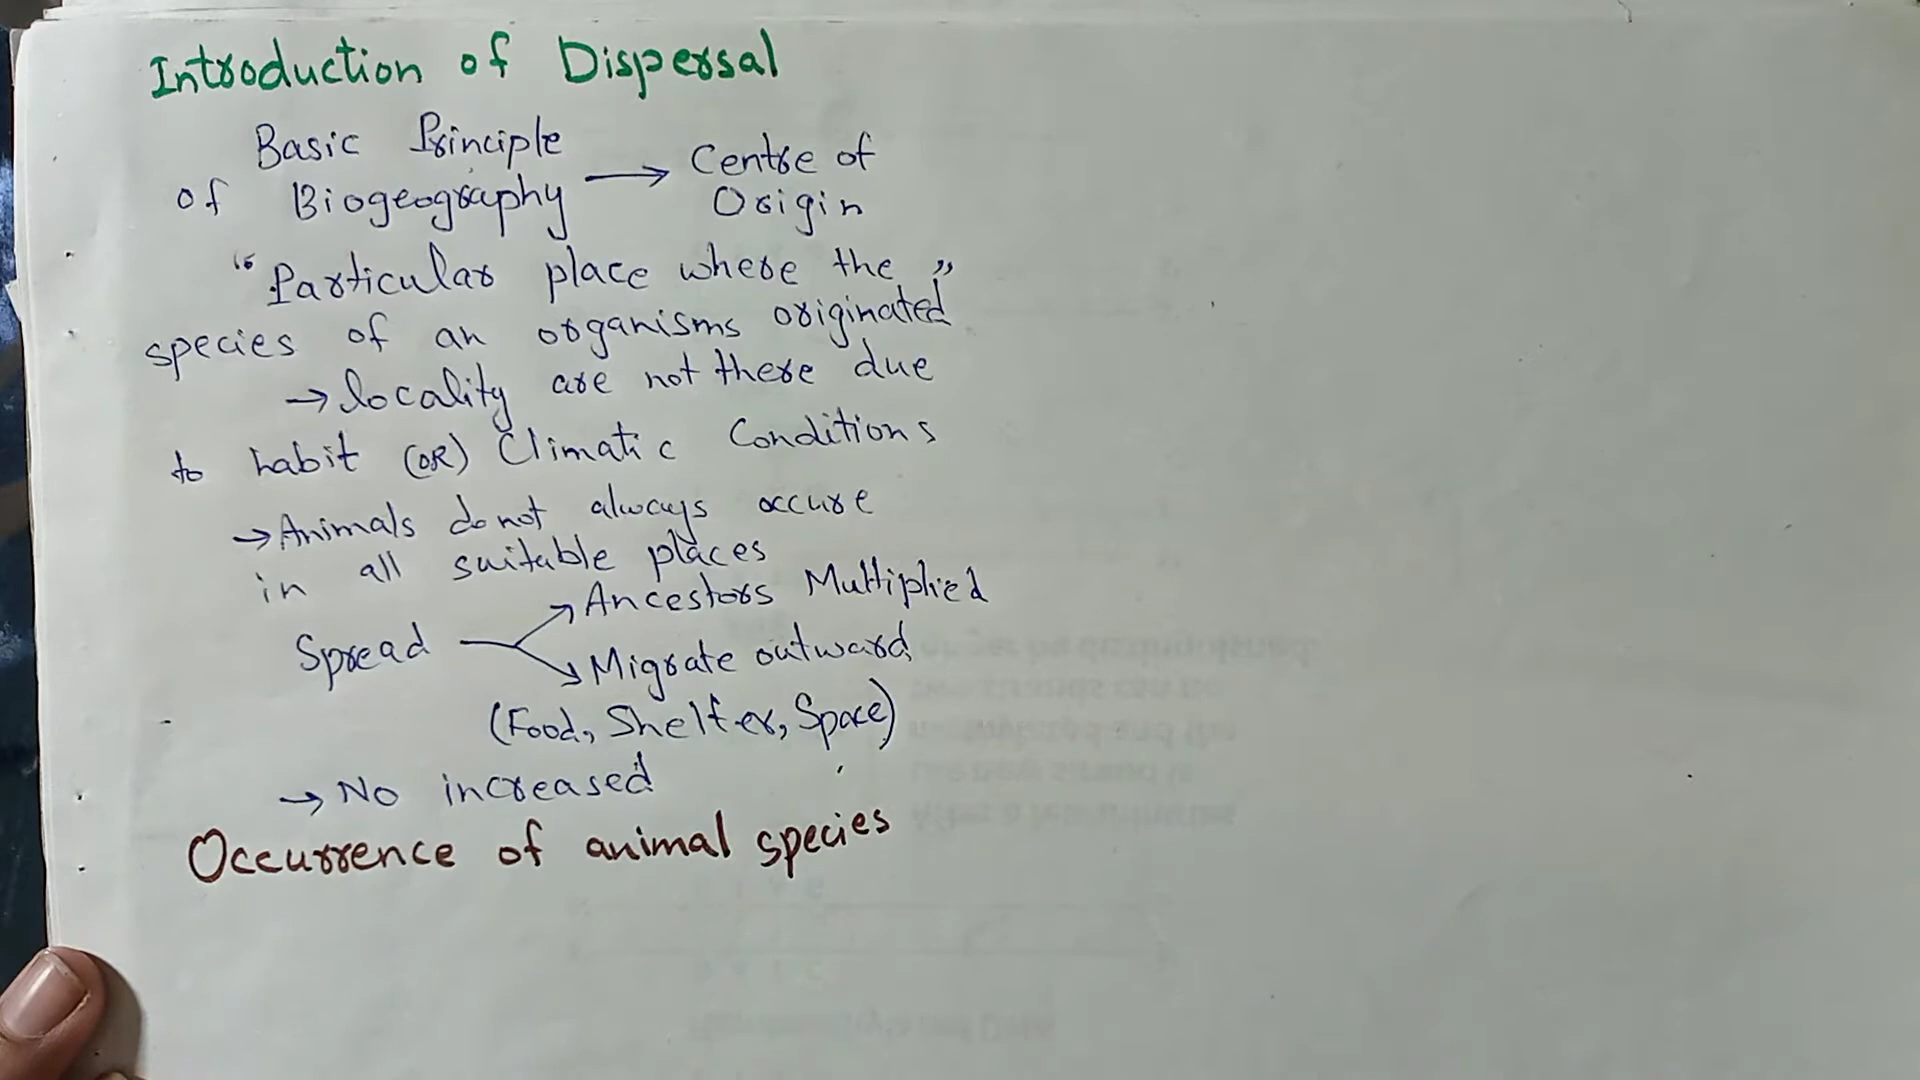 Introduction of Dispersal
Basic Principle
of Biogeography → Centre of
Origin
"Particular place where the"
species of an organisms originated
→ locality are not there due
to habit (OR) Climatic Conditions
→ Animals do not always occure
in all suitable places
Spread → Ancestors Multiplied
→ Migrate outward
(Food, Shelter, Space)
→ No increased
Occurrence of animal species